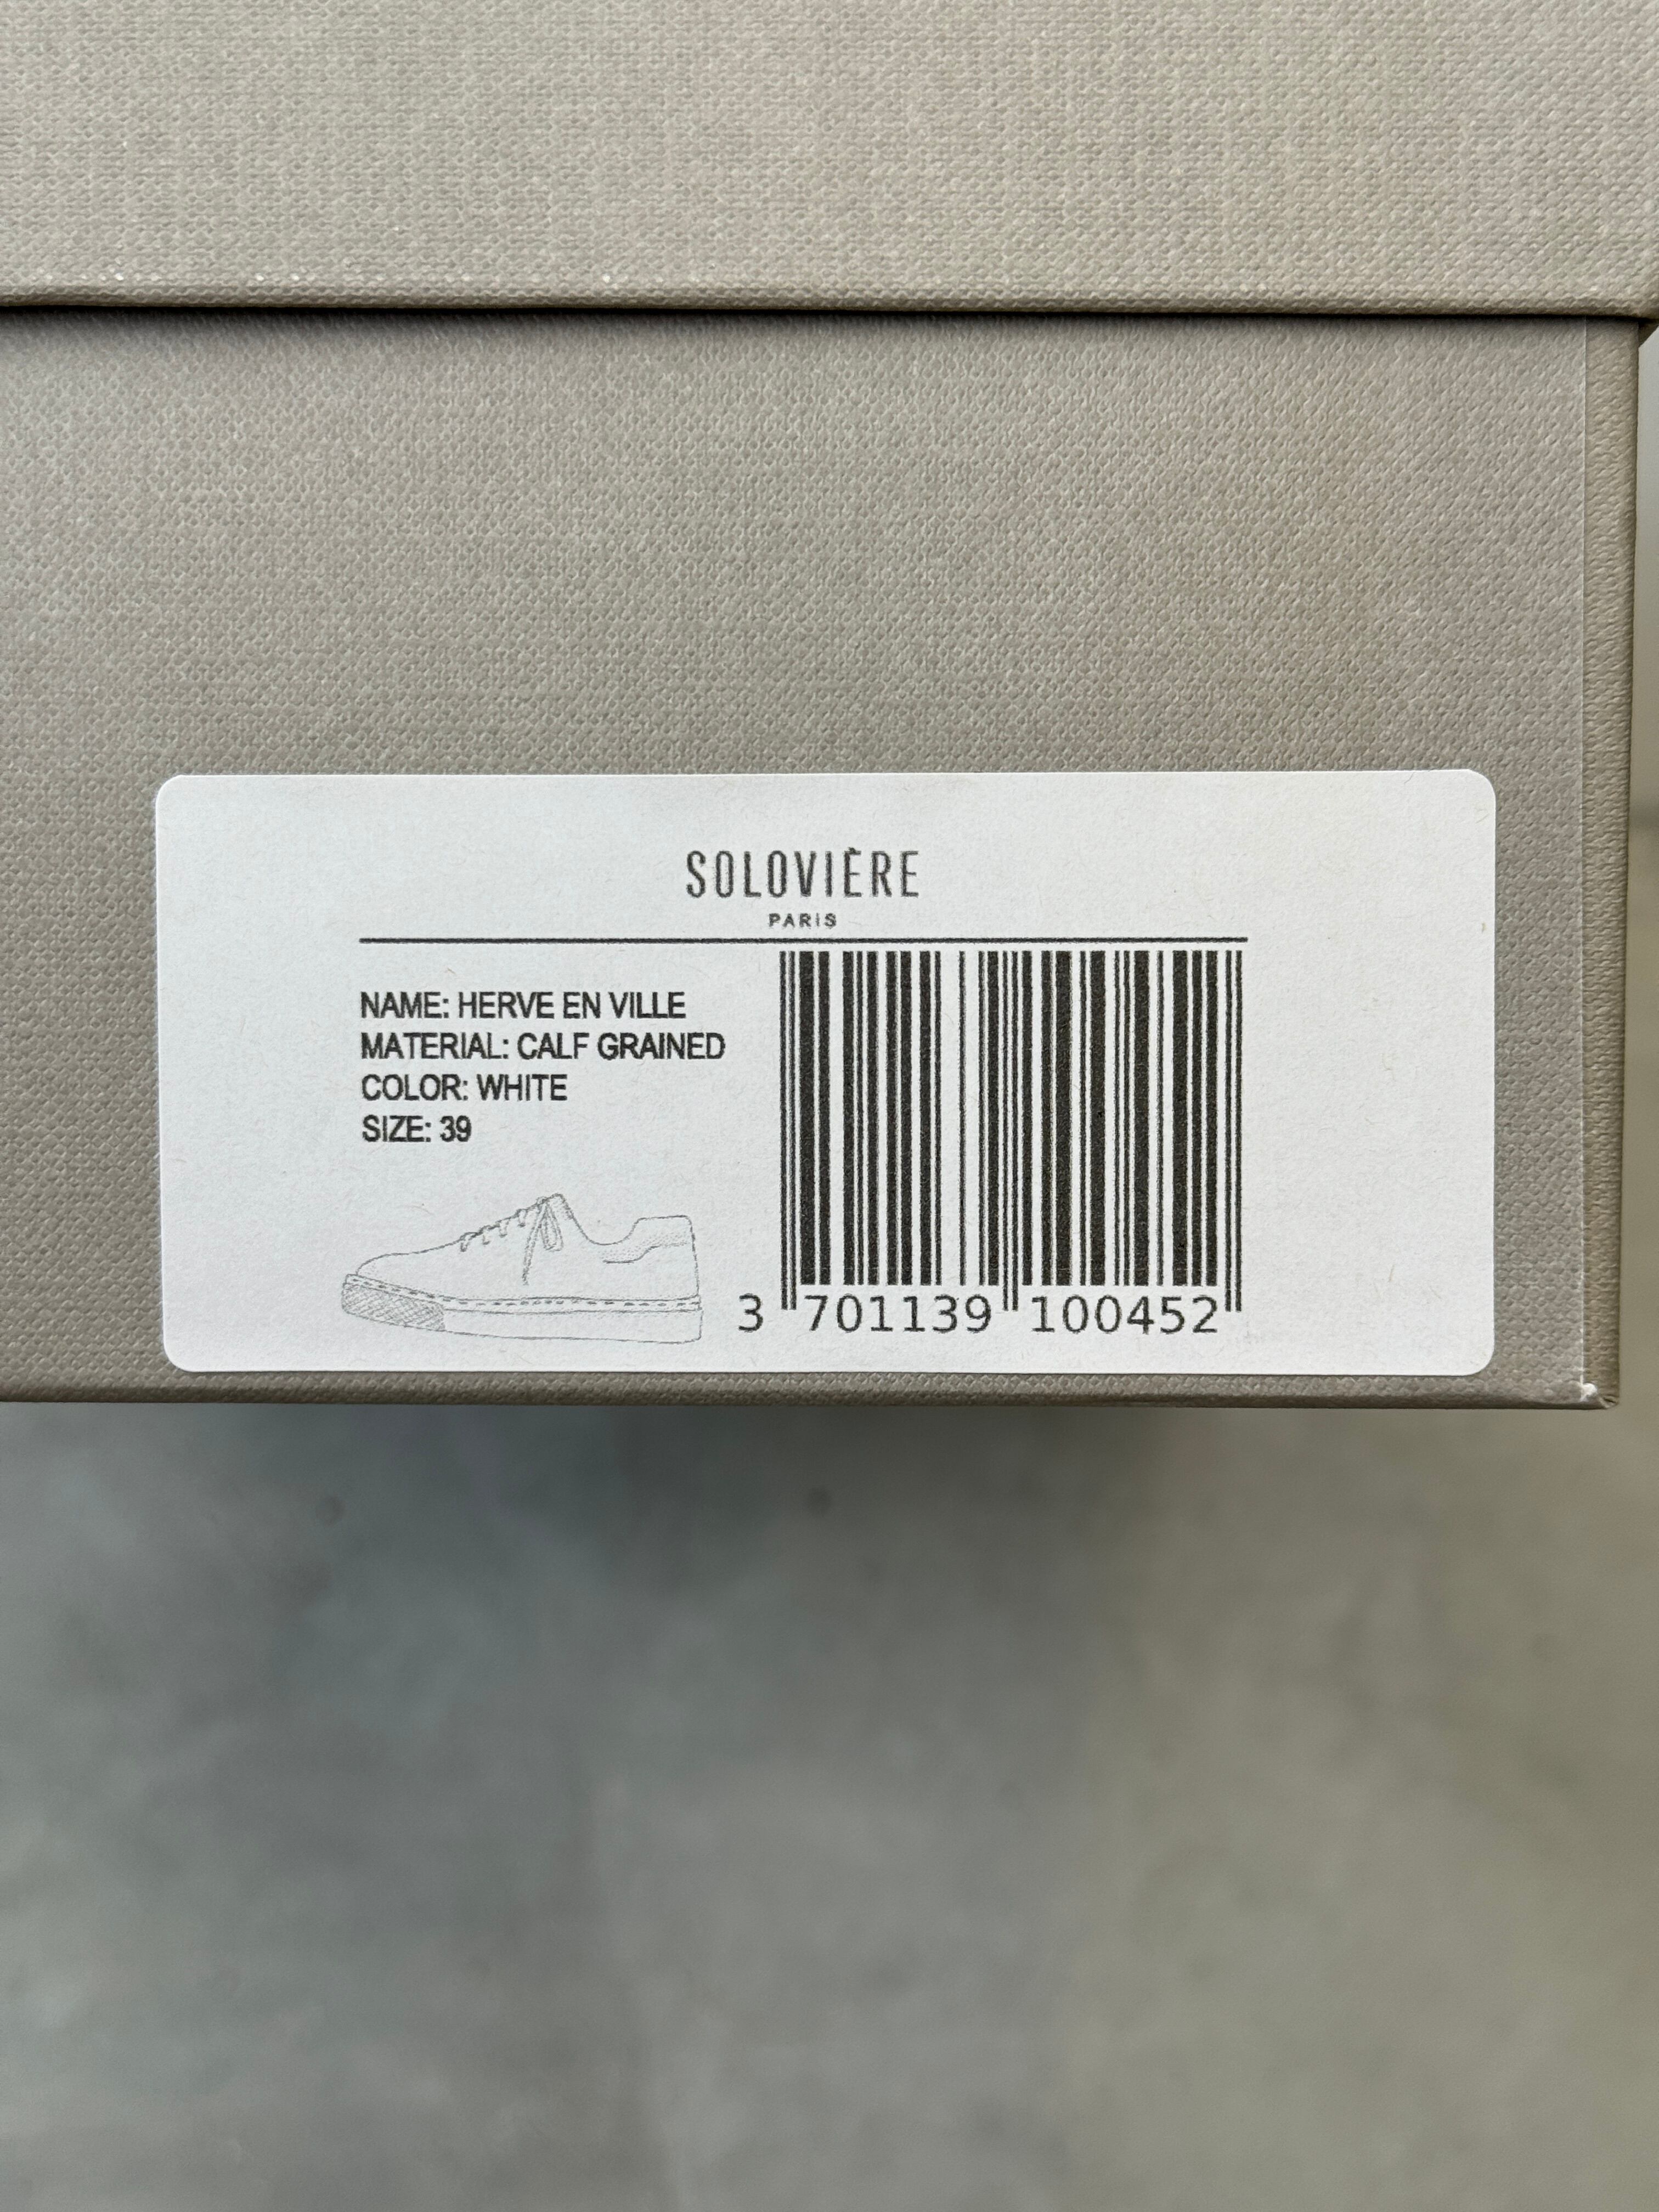 SOLOVIÈRE
PARIS
NAME: HERVE EN VILLE
MATERIAL: CALF GRAINED
COLOR: WHITE
SIZE: 39
3 701139 100452